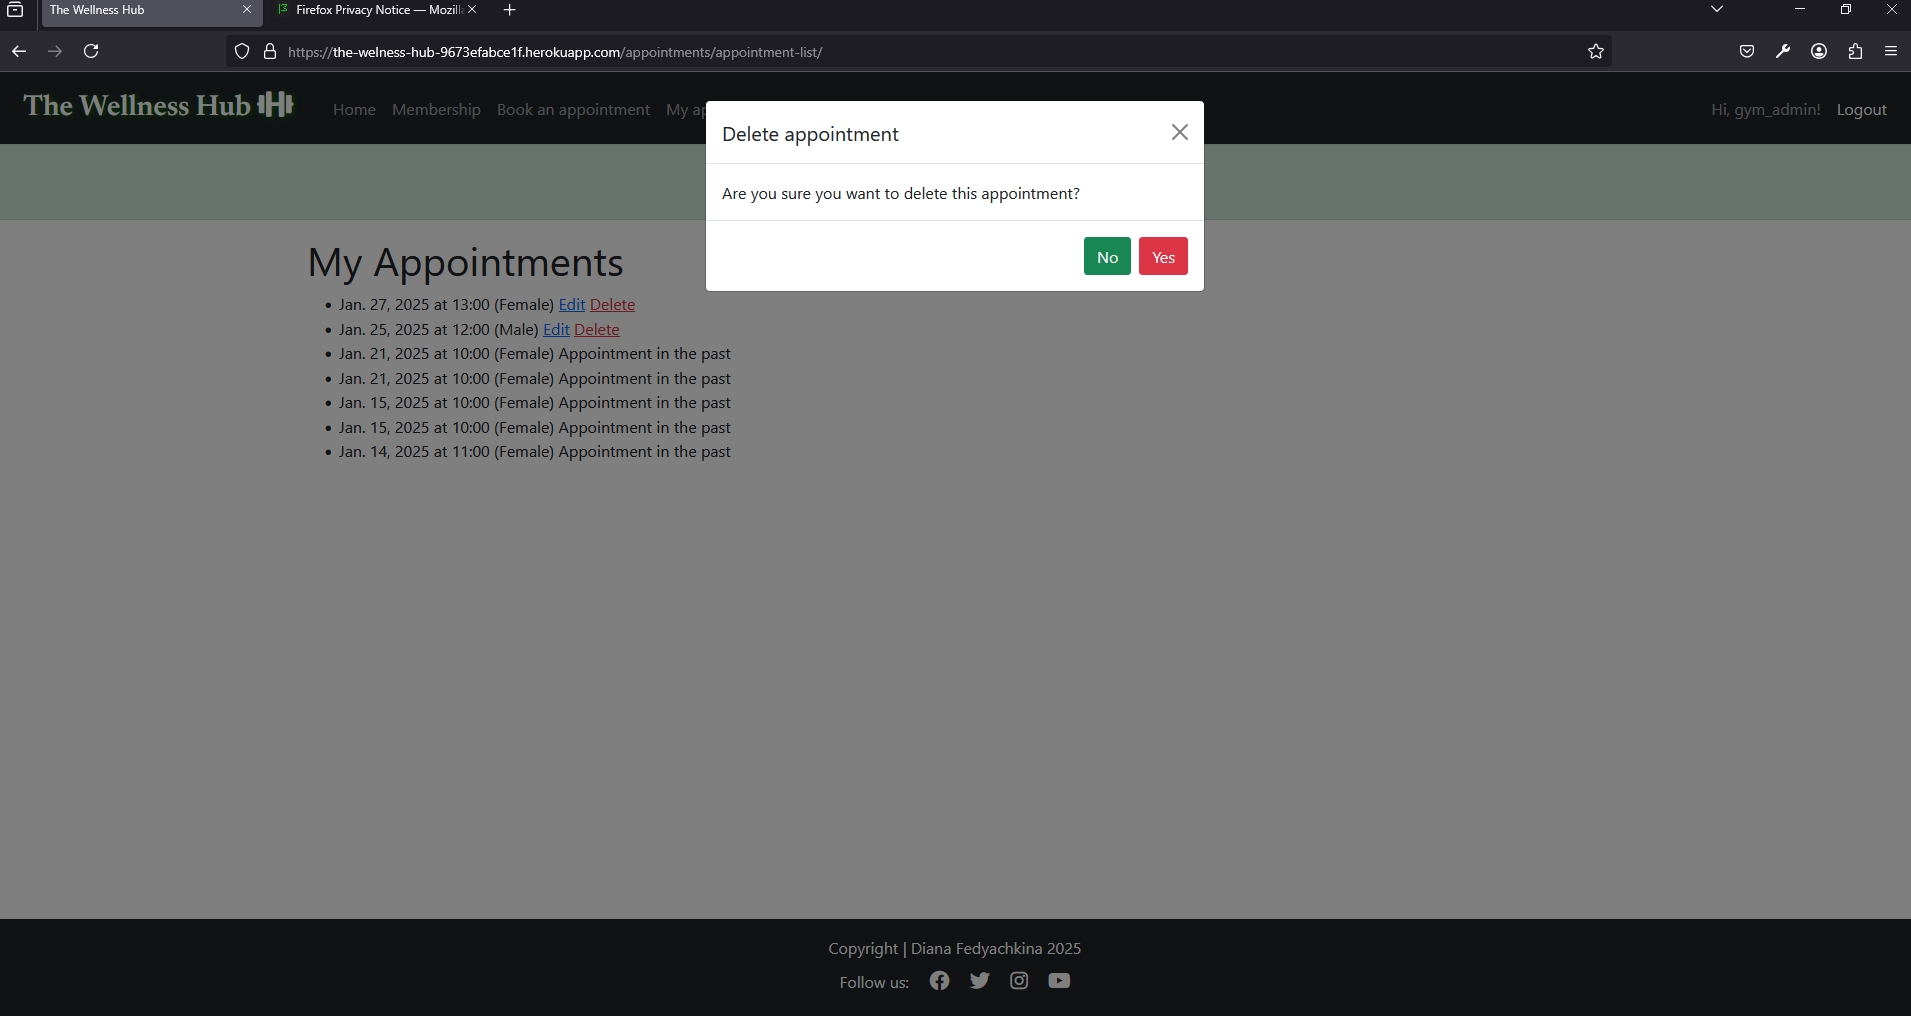 The Wellness Hub
Firefox Privacy Notice — Mozill
https://the-welness-hub-9673efabce1f.herokuapp.com/appointments/appointment-list/
The Wellness Hub
Home Membership Book an appointment My ap
Hi, gym_admin! Logout
Delete appointment
Are you sure you want to delete this appointment?
No Yes
My Appointments
• Jan. 27, 2025 at 13:00 (Female) Edit Delete
• Jan. 25, 2025 at 12:00 (Male) Edit Delete
• Jan. 21, 2025 at 10:00 (Female) Appointment in the past
• Jan. 21, 2025 at 10:00 (Female) Appointment in the past
• Jan. 15, 2025 at 10:00 (Female) Appointment in the past
• Jan. 15, 2025 at 10:00 (Female) Appointment in the past
• Jan. 14, 2025 at 11:00 (Female) Appointment in the past
Copyright | Diana Fedyachkina 2025
Follow us: